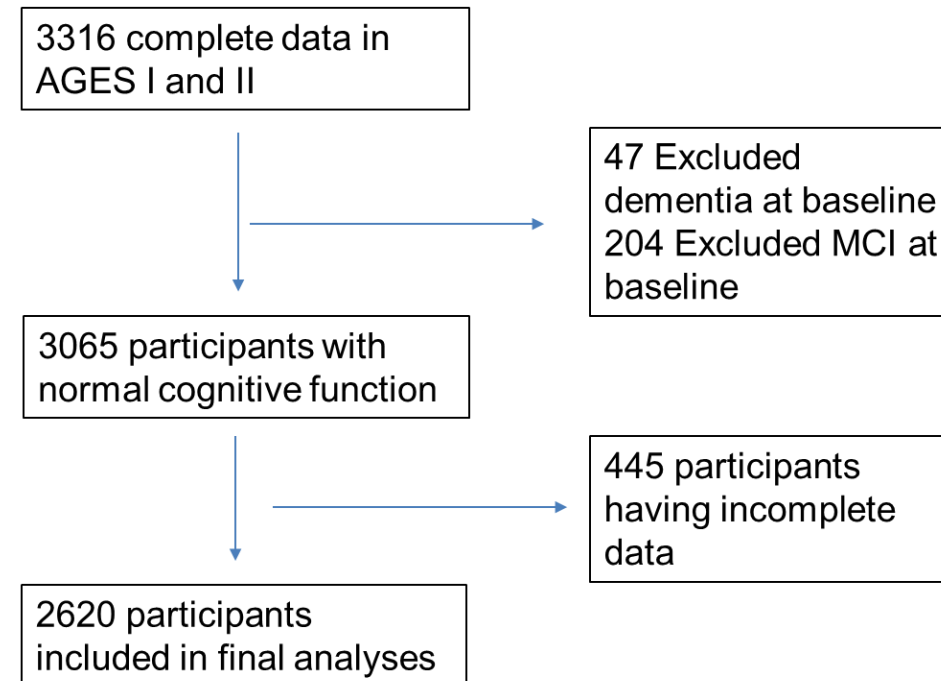 3316 complete data in
AGES I and II
47 Excluded
dementia at baseline
204 Excluded MCI at
baseline
3065 participants with
normal cognitive function
445 participants
having incomplete
data
2620 participants
included in final analyses